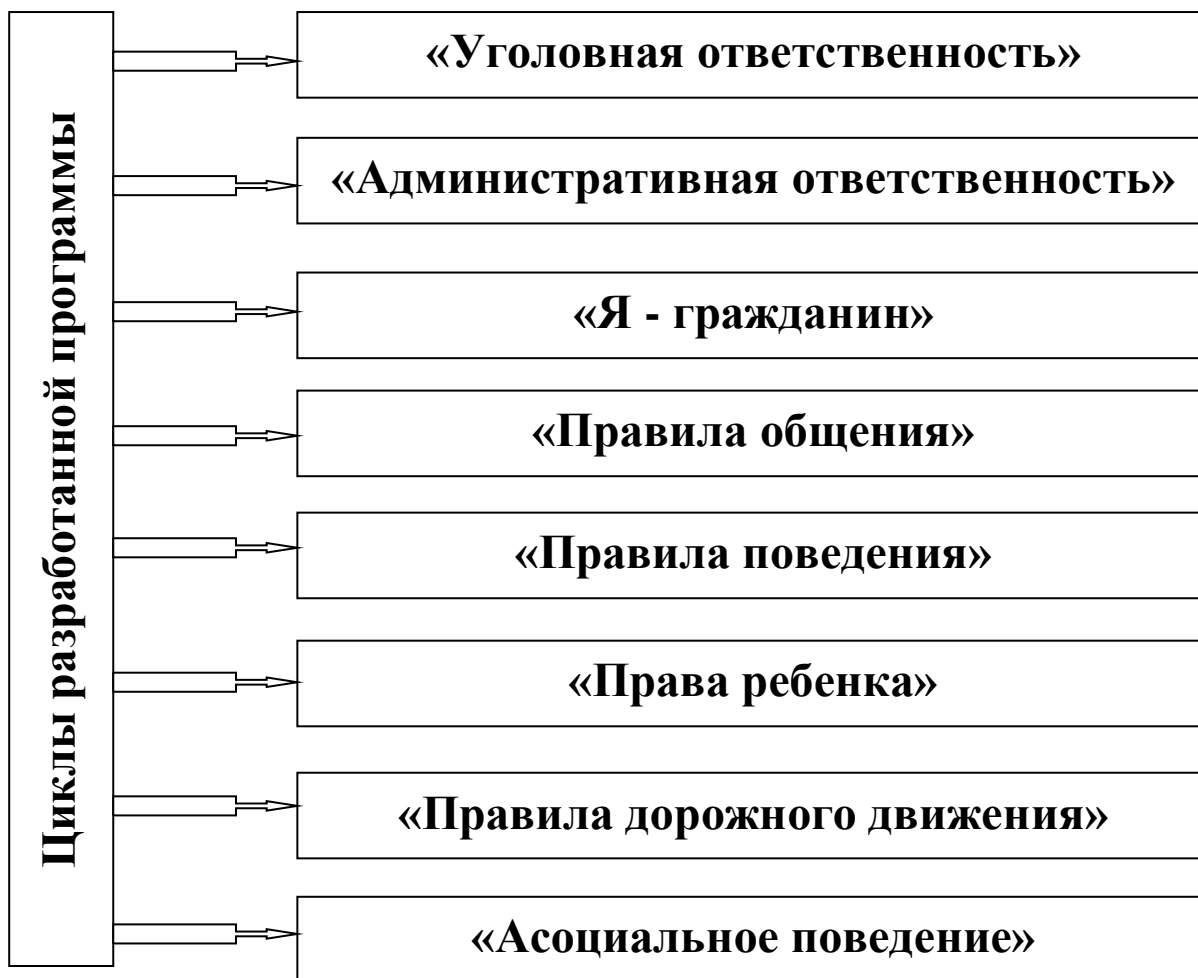 Циклы разработанной программы
«Уголовная ответственность»
«Административная ответственность»
«Я - гражданин»
«Правила общения»
«Правила поведения»
«Права ребенка»
«Правила дорожного движения»
«Асоциальное поведение»